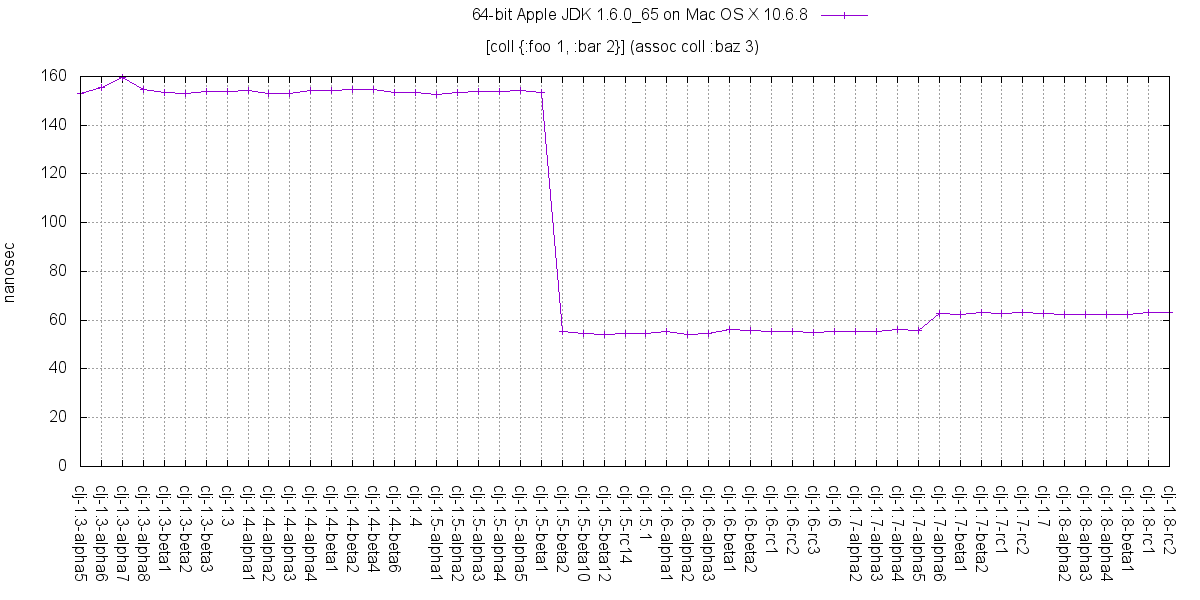 64-bit Apple JDK 1.6.0_65 on Mac OS X 10.6.8
[coll {:foo 1, :bar 2}] (assoc coll :baz 3)
160
140
120
100
80
60
40
20
0
nanosec
clj-1.3-alpha5
clj-1.3-alpha6
clj-1.3-alpha7
clj-1.3-alpha8
clj-1.3-beta1
clj-1.3-beta2
clj-1.3-beta3
clj-1.3
clj-1.4-alpha1
clj-1.4-alpha2
clj-1.4-alpha3
clj-1.4-alpha4
clj-1.4-beta1
clj-1.4-beta2
clj-1.4-beta4
clj-1.4-beta6
clj-1.4
clj-1.5-alpha1
clj-1.5-alpha2
clj-1.5-alpha3
clj-1.5-alpha4
clj-1.5-alpha5
clj-1.5-beta1
clj-1.5-beta2
clj-1.5-beta10
clj-1.5-beta12
clj-1.5-rc14
clj-1.5.1
clj-1.6-alpha1
clj-1.6-alpha2
clj-1.6-alpha3
clj-1.6-beta1
clj-1.6-beta2
clj-1.6-rc1
clj-1.6-rc2
clj-1.6-rc3
clj-1.6
clj-1.7-alpha2
clj-1.7-alpha3
clj-1.7-alpha4
clj-1.7-alpha5
clj-1.7-alpha6
clj-1.7-beta1
clj-1.7-beta2
clj-1.7-rc1
clj-1.7-rc2
clj-1.7
clj-1.8-alpha2
clj-1.8-alpha3
clj-1.8-alpha4
clj-1.8-beta1
clj-1.8-rc1
clj-1.8-rc2